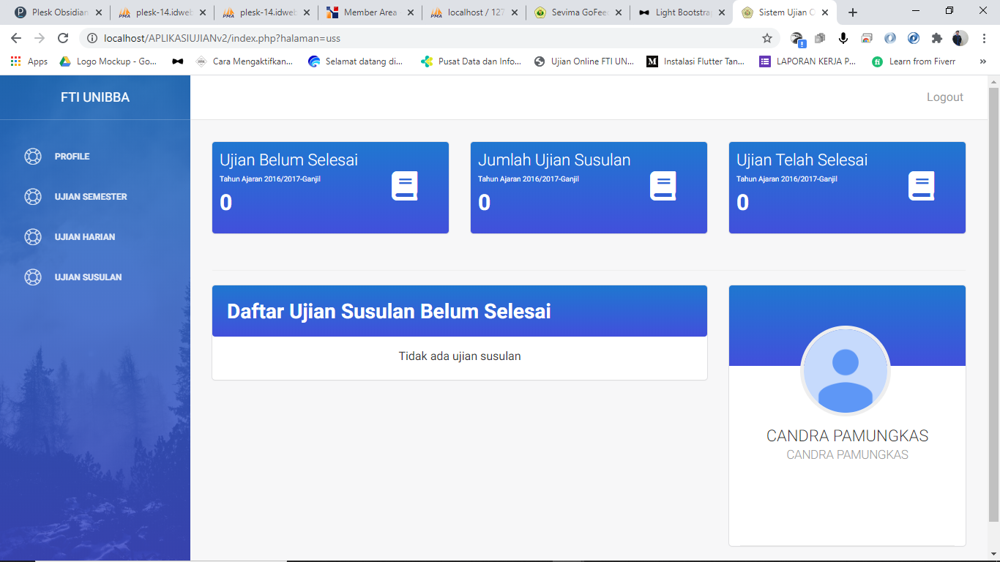 Plesk Obsidian
plesk-14.idweb
plesk-14.idweb
Member Area
localhost / 127
Sevima GoFee
Light Bootstrap
Sistem Ujian O
localhost/APLIKASIUJIANv2/index.php?halaman=uss
Apps
Logo Mockup - Go...
Cara Mengaktifkan...
Selamat datang di...
Pusat Data dan Info...
Ujian Online FTI UN...
Instalasi Flutter Tan...
LAPORAN KERJA P...
Learn from Fiverr
FTI UNIBBA
Logout
PROFILE
UJIAN SEMESTER
UJIAN HARIAN
UJIAN SUSULAN
Ujian Belum Selesai
Tahun Ajaran 2016/2017-Ganjil
0
Jumlah Ujian Susulan
Tahun Ajaran 2016/2017-Ganjil
0
Ujian Telah Selesai
Tahun Ajaran 2016/2017-Ganjil
0
Daftar Ujian Susulan Belum Selesai
Tidak ada ujian susulan
CANDRA PAMUNGKAS
CANDRA PAMUNGKAS